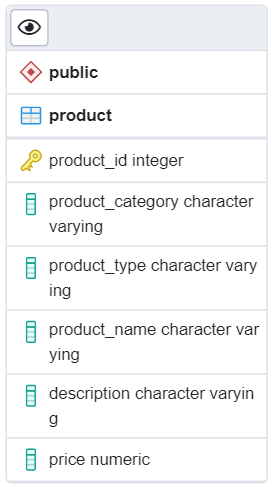 public
product
product_id integer
product_category character
varying
product_type character vary
ing
product_name character var
ying
description character varyin
g
price numeric